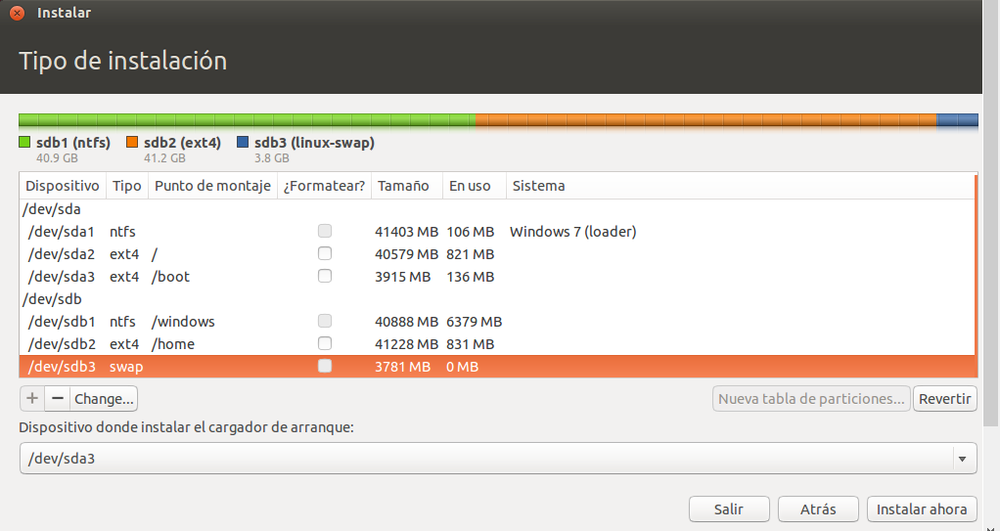 Instalar
Tipo de instalación
sdb1 (ntfs) sdb2 (ext4) sdb3 (linux-swap)
40.9 GB 41.2 GB 3.8 GB
Dispositivo Tipo Punto de montaje ¿Formatear? Tamaño En uso Sistema
/dev/sda
/dev/sda1 ntfs 41403 MB 106 MB Windows 7 (loader)
/dev/sda2 ext4 / 40579 MB 821 MB
/dev/sda3 ext4 /boot 3915 MB 136 MB
/dev/sdb
/dev/sdb1 ntfs /windows 40888 MB 6379 MB
/dev/sdb2 ext4 /home 41228 MB 831 MB
/dev/sdb3 swap 3781 MB 0 MB
+ − Change... Nueva tabla de particiones... Revertir
Dispositivo donde instalar el cargador de arranque:
/dev/sda3
Salir Atrás Instalar ahora